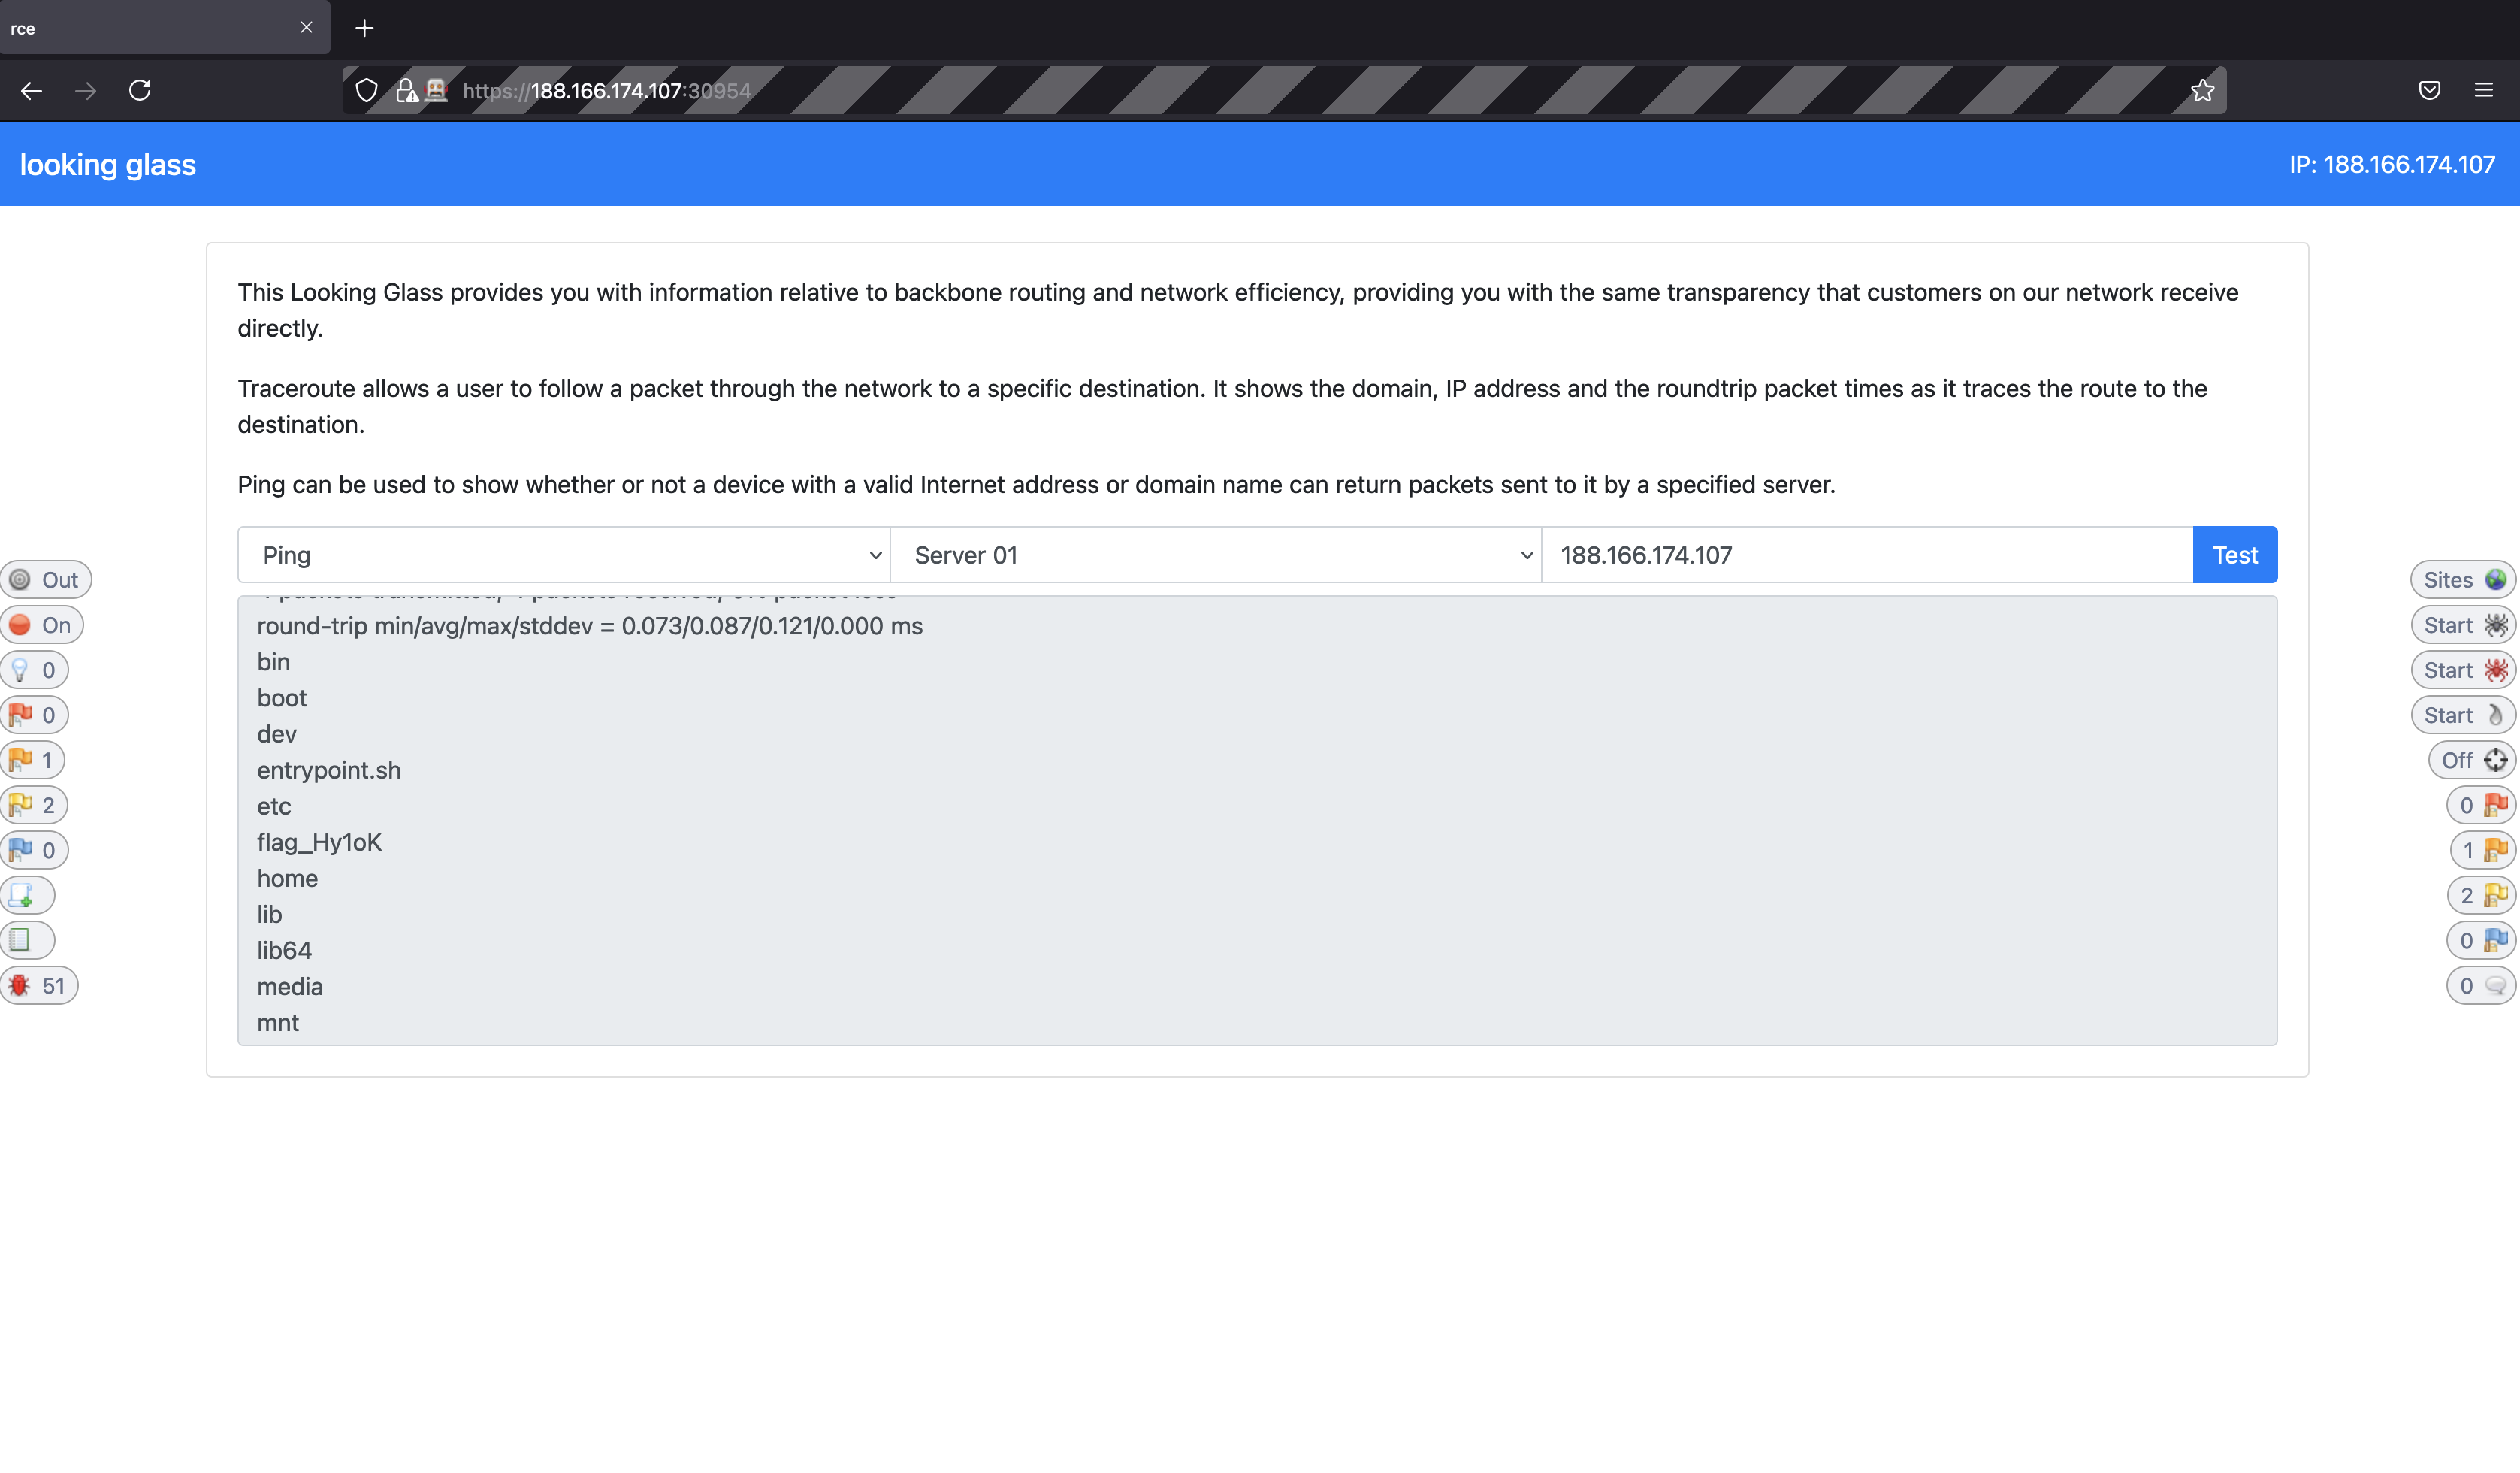 rce
https://188.166.174.107:30954
looking glass
IP: 188.166.174.107
This Looking Glass provides you with information relative to backbone routing and network efficiency, providing you with the same transparency that customers on our network receive
directly.
Traceroute allows a user to follow a packet through the network to a specific destination. It shows the domain, IP address and the roundtrip packet times as it traces the route to the
destination.
Ping can be used to show whether or not a device with a valid Internet address or domain name can return packets sent to it by a specified server.
Ping Server 01 188.166.174.107 Test
packets transmitted, packets received, 0% packet loss
round-trip min/avg/max/stddev = 0.073/0.087/0.121/0.000 ms
bin
boot
dev
entrypoint.sh
etc
flag_Hy1oK
home
lib
lib64
media
mnt
Out
On
0
0
1
2
0
51
Sites
Start
Start
Start
Off
0
1
2
0
0